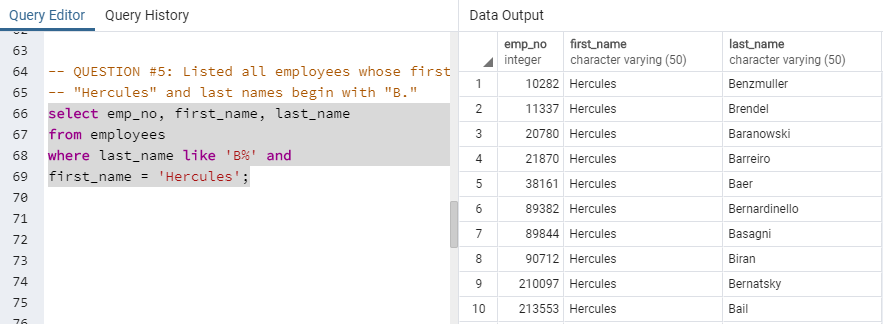 Query Editor Query History
Data Output
63
64 -- QUESTION #5: Listed all employees whose first
65 -- "Hercules" and last names begin with "B."
66 select emp_no, first_name, last_name
67 from employees
68 where last_name like 'B%' and
69 first_name = 'Hercules';
70
71
72
73
74
75
76
emp_no first_name last_name
integer character varying (50) character varying (50)
1 10282 Hercules Benzmuller
2 11337 Hercules Brendel
3 20780 Hercules Baranowski
4 21870 Hercules Barreiro
5 38161 Hercules Baer
6 89382 Hercules Bernardinello
7 89844 Hercules Basagni
8 90712 Hercules Biran
9 210097 Hercules Bernatsky
10 213553 Hercules Bail